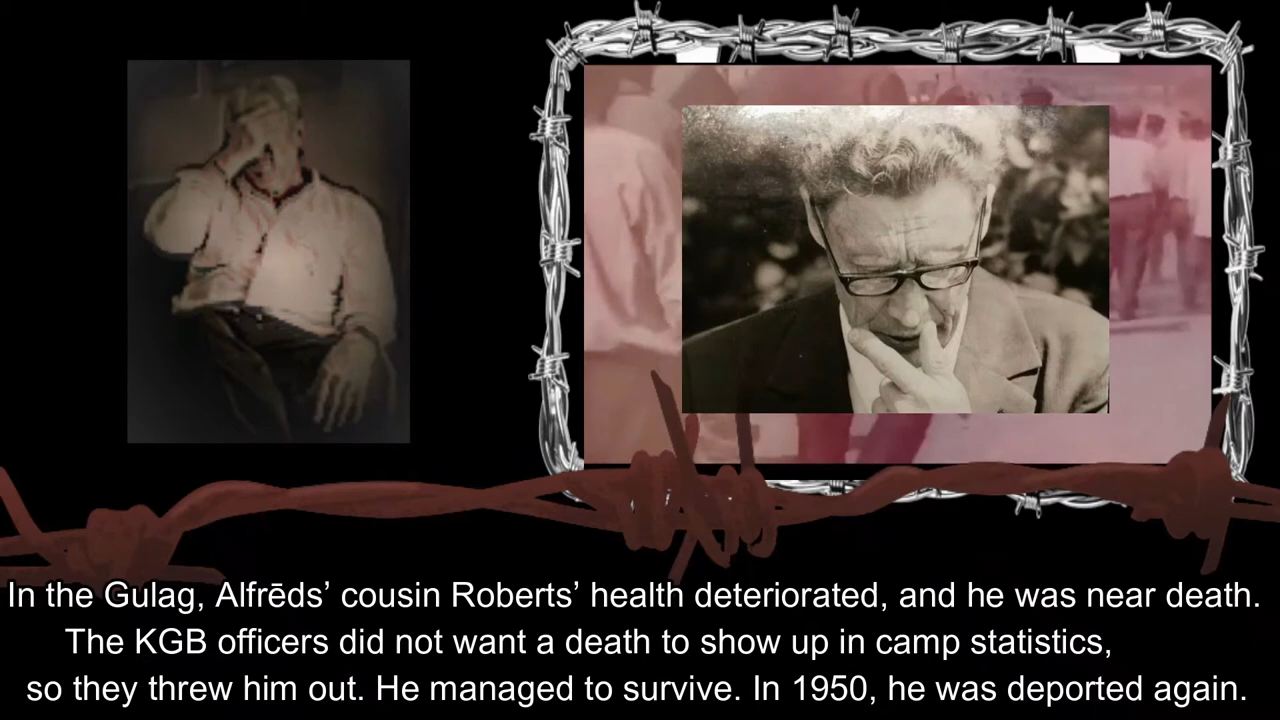 In the Gulag, Alfrēds’ cousin Roberts’ health deteriorated, and he was near death.
The KGB officers did not want a death to show up in camp statistics,
so they threw him out. He managed to survive. In 1950, he was deported again.